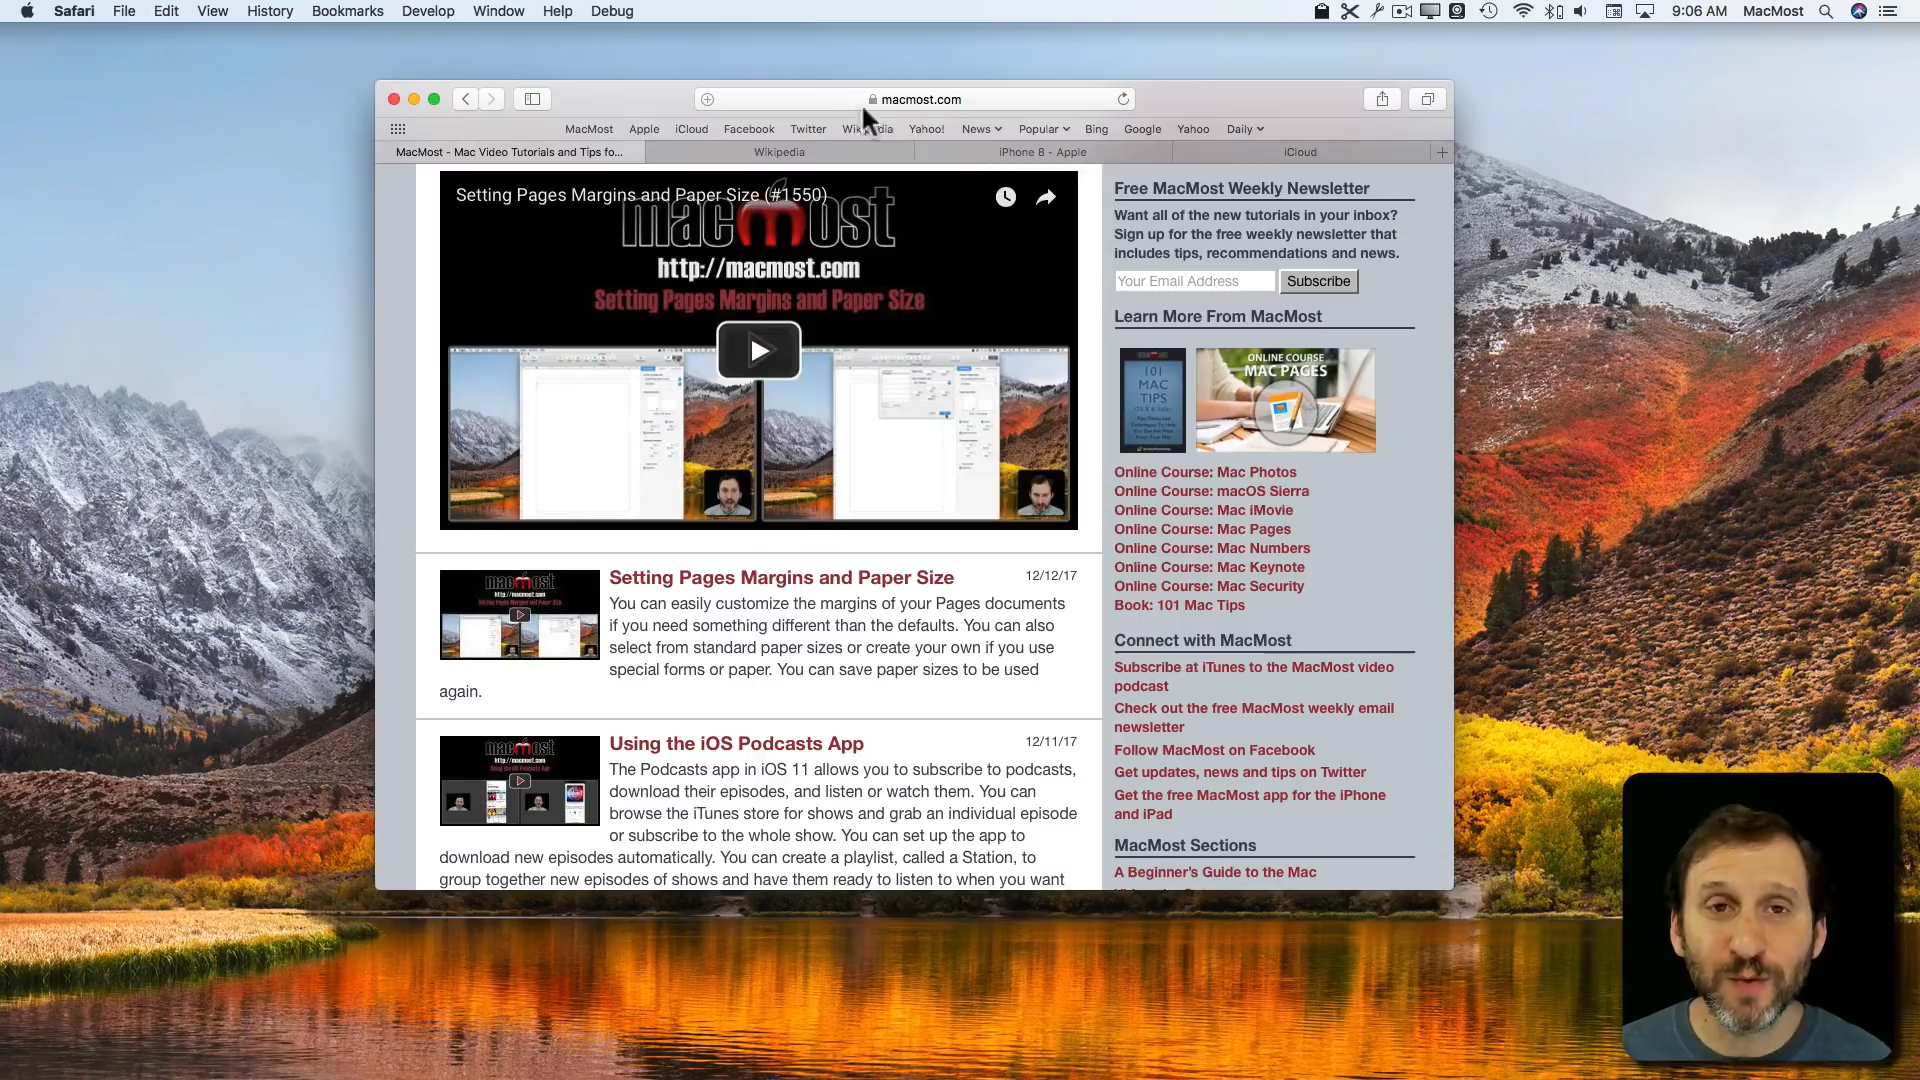 Safari File Edit View History Bookmarks Develop Window Help Debug
9:06 AM MacMost
macmost.com
MacMost Apple iCloud Facebook Twitter Wikipedia Yahoo! News Popular Bing Google Yahoo Daily
MacMost - Mac Video Tutorials and Tips fo... Wikipedia iPhone 8 - Apple iCloud
Setting Pages Margins and Paper Size (#1550)
macmost
http://macmost.com
Setting Pages Margins and Paper Size
Setting Pages Margins and Paper Size 12/12/17
You can easily customize the margins of your Pages documents
if you need something different than the defaults. You can also
select from standard paper sizes or create your own if you use
special forms or paper. You can save paper sizes to be used
again.
Using the iOS Podcasts App 12/11/17
The Podcasts app in iOS 11 allows you to subscribe to podcasts,
download their episodes, and listen or watch them. You can
browse the iTunes store for shows and grab an individual episode
or subscribe to the whole show. You can set up the app to
download new episodes automatically. You can create a playlist, called a Station, to
group together new episodes of shows and have them ready to listen to when you want
Free MacMost Weekly Newsletter
Want all of the new tutorials in your inbox?
Sign up for the free weekly newsletter that
includes tips, recommendations and news.
Your Email Address Subscribe
Learn More From MacMost
101
MAC
TIPS
ONLINE COURSE
MAC PAGES
Online Course: Mac Photos
Online Course: macOS Sierra
Online Course: Mac iMovie
Online Course: Mac Pages
Online Course: Mac Numbers
Online Course: Mac Keynote
Online Course: Mac Security
Book: 101 Mac Tips
Connect with MacMost
Subscribe at iTunes to the MacMost video
podcast
Check out the free MacMost weekly email
newsletter
Follow MacMost on Facebook
Get updates, news and tips on Twitter
Get the free MacMost app for the iPhone
and iPad
MacMost Sections
A Beginner's Guide to the Mac